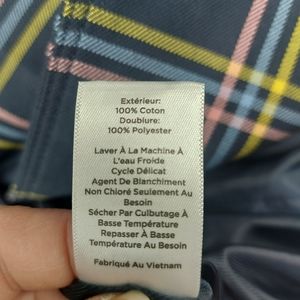 Extérieur:
100% Coton
Doublure:
100% Polyester
Laver À La Machine À
L'eau Froide
Cycle Délicat
Agent De Blanchiment
Non Chloré Seulement Au
Besoin
Sécher Par Culbutage À
Basse Température
Repasser À Basse
Température Au Besoin
Fabriqué Au Vietnam